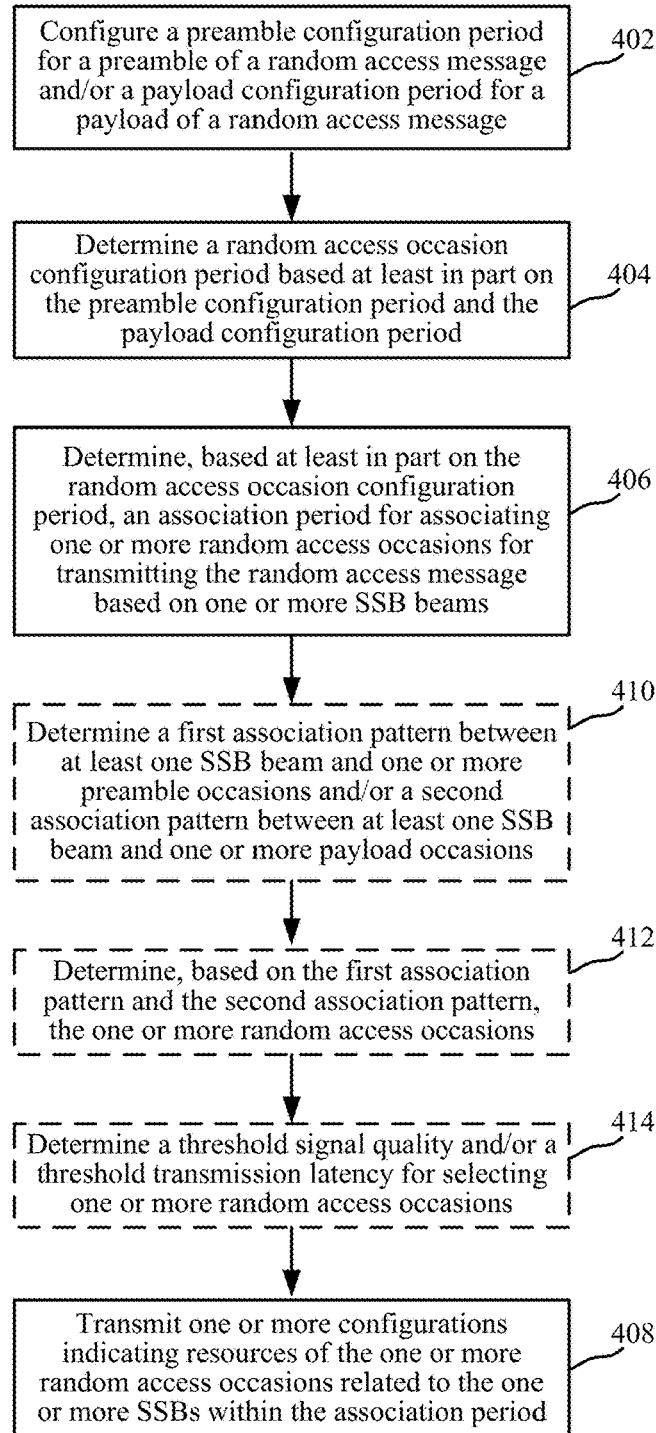 Configure a preamble configuration period
for a preamble of a random access message
and/or a payload configuration period for a
payload of a random access message
402
Determine a random access occasion
configuration period based at least in part on
the preamble configuration period and the
payload configuration period
404
Determine, based at least in part on the
random access occasion configuration
period, an association period for associating
one or more random access occasions for
transmitting the random access message
based on one or more SSB beams
406
Determine a first association pattern between
at least one SSB beam and one or more
preamble occasions and/or a second
association pattern between at least one SSB
beam and one or more payload occasions
410
Determine, based on the first association
pattern and the second association pattern,
the one or more random access occasions
412
Determine a threshold signal quality and/or a
threshold transmission latency for selecting
one or more random access occasions
414
Transmit one or more configurations
indicating resources of the one or more
random access occasions related to the one
or more SSBs within the association period
408